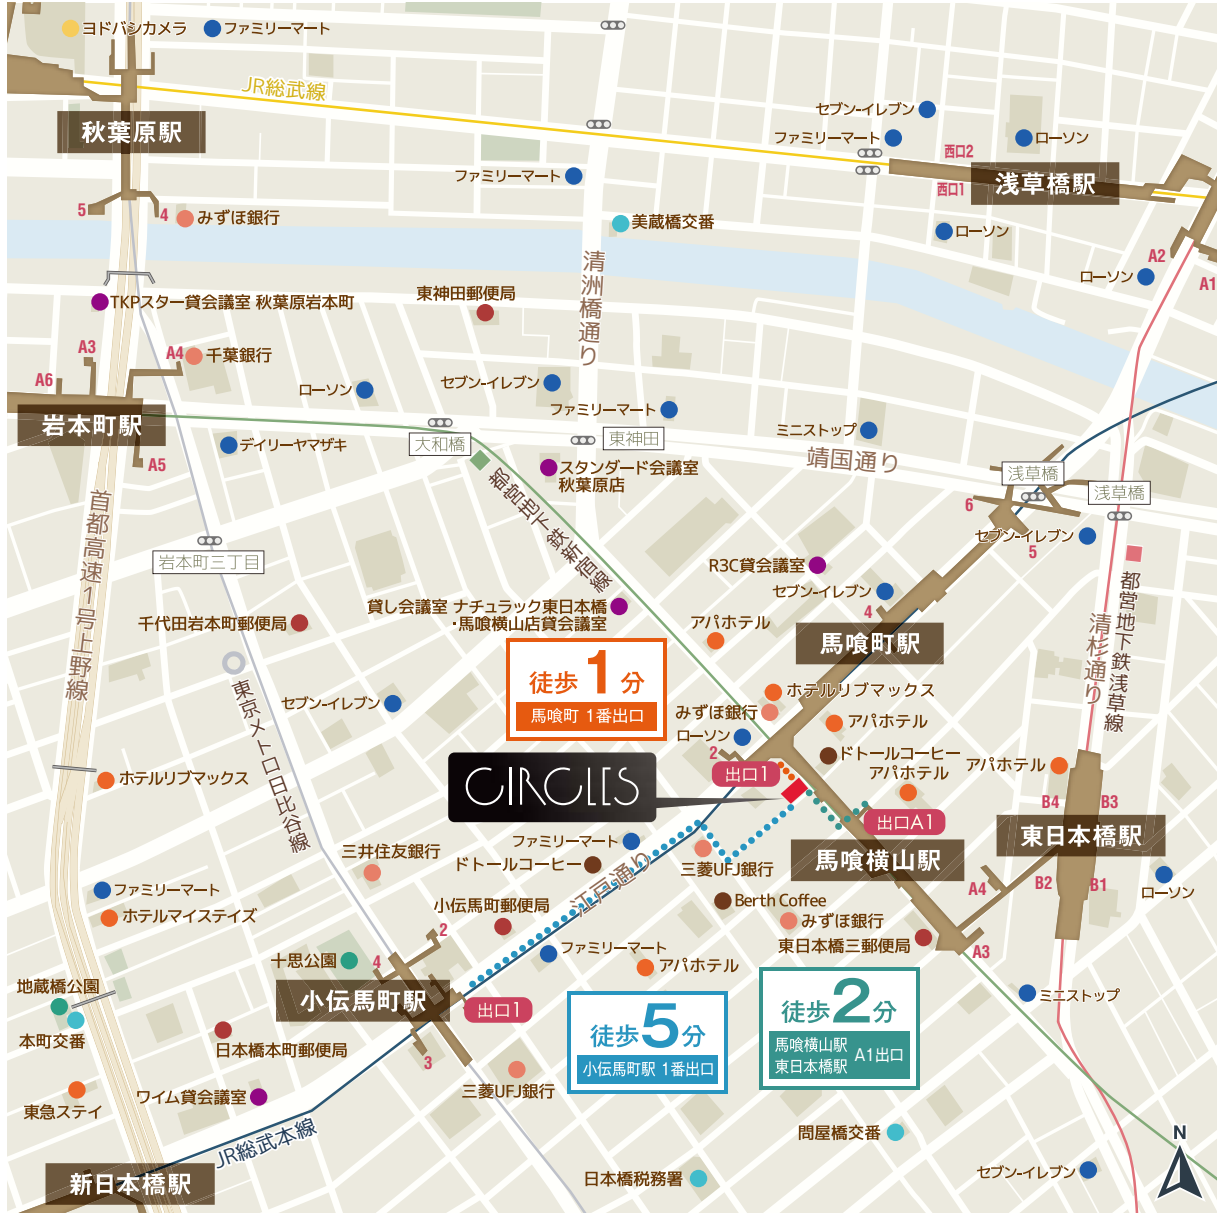 ヨドバシカメラ
ファミリーマート
JR総武線
秋葉原駅
セブン-イレブン
ファミリーマート
ローソン
西口2
西口1
浅草橋駅
ファミリーマート
5
4
みずほ銀行
美蔵橋交番
ローソン
A2
ローソン
A1
清洲橋通り
TKPスター貸会議室 秋葉原岩本町
東神田郵便局
A3
A4
千葉銀行
A6
ローソン
セブン-イレブン
ファミリーマート
岩本町駅
デイリーヤマザキ
大和橋
東神田
ミニストップ
靖国通り
A5
スタンダード会議室
秋葉原店
浅草橋
浅草橋
6
5
セブン-イレブン
首都高速1号上野線
都営地下鉄新宿線
岩本町三丁目
R3C貸会議室
セブン-イレブン
都営地下鉄浅草線
清杉通り
千代田岩本町郵便局
貸し会議室 ナチュラック東日本橋
・馬喰横山店貸会議室
アパホテル
4
馬喰町駅
徒歩1分
馬喰町 1番出口
東京メトロ日比谷線
セブン-イレブン
ホテルリブマックス
みずほ銀行
アパホテル
ローソン
2
ドトールコーヒー
出口1
アパホテル
アパホテル
ホテルリブマックス
CIRCLES
B4
B3
出口A1
東日本橋駅
ファミリーマート
三井住友銀行
ドトールコーヒー
江戸通り
三菱UFJ銀行
馬喰横山駅
A4
B2
B1
ローソン
ファミリーマート
ホテルマイステイズ
小伝馬町郵便局
Berth Coffee
みずほ銀行
東日本橋三郵便局
A3
2
ファミリーマート
アパホテル
十思公園
4
地蔵橋公園
小伝馬町駅
出口1
ミニストップ
本町交番
日本橋本町郵便局
3
徒歩5分
小伝馬町駅 1番出口
徒歩2分
馬喰横山駅
東日本橋駅
A1出口
三菱UFJ銀行
東急ステイ
ワイム貸会議室
JR総武本線
問屋橋交番
N
新日本橋駅
日本橋税務署
セブン-イレブン